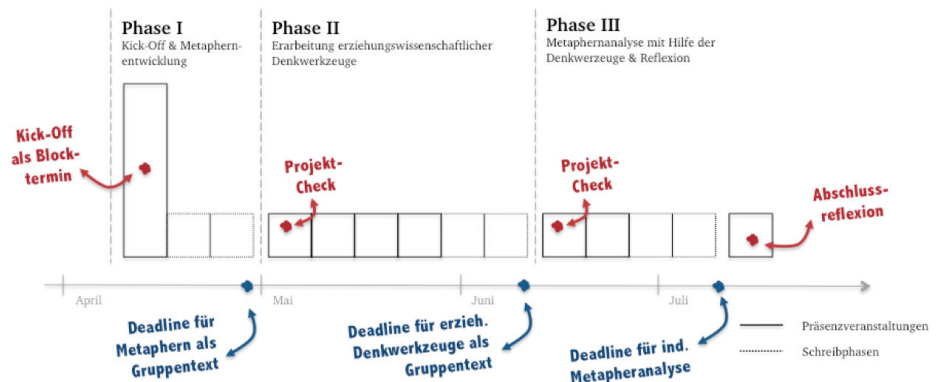 Phase I
Kick-Off & Metaphern-
entwicklung
Phase II
Erarbeitung erziehungswissenschaftlicher
Denkwerkzeuge
Phase III
Metaphernanalyse mit Hilfe der
Denkwerzeuge & Reflexion
Kick-Off
als Block-
termin
Projekt-
Check
Projekt-
Check
Abschluss-
reflexion
April
Mai
Juni
Juli
Deadline für
Metaphern als
Gruppentext
Deadline für erzieh.
Denkwerkzeuge als
Gruppentext
Deadline für ind.
Metapheranalyse
Präsenzveranstaltungen
Schreibphasen